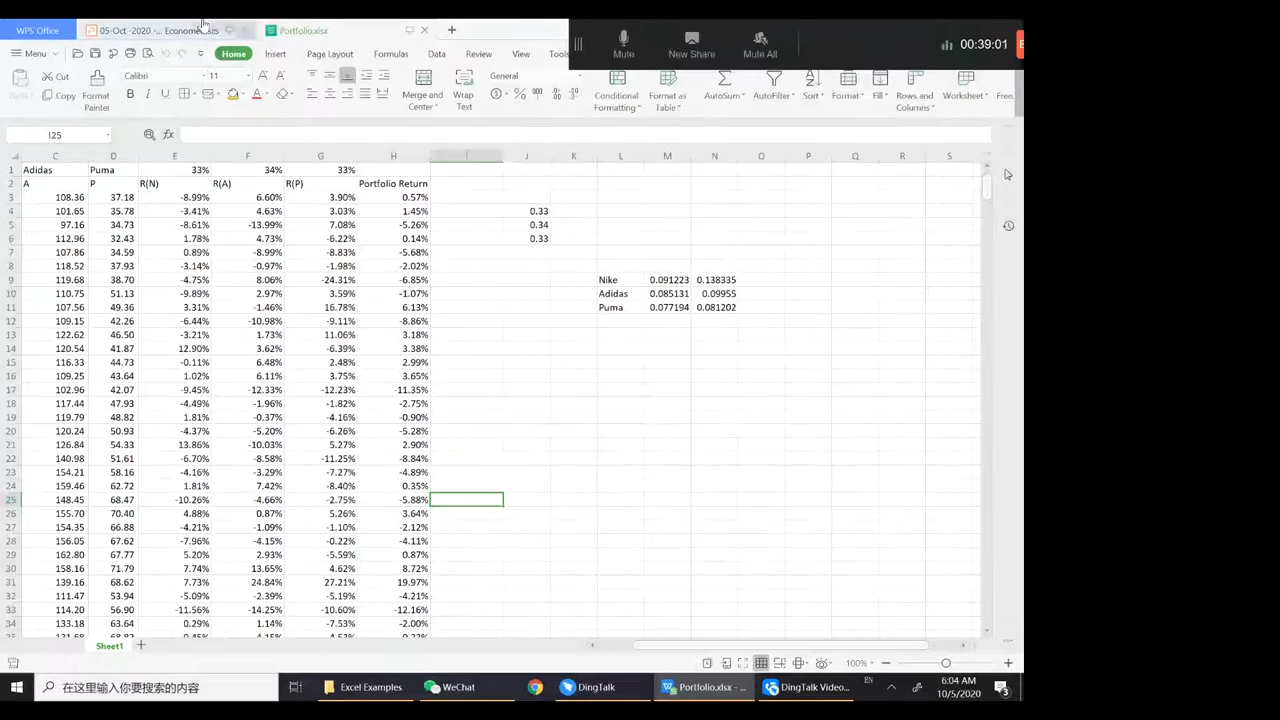 WPS Office 05-Oct -2020 -... Econometrics Portfolio.xlsx
Mute New Share Mute All 00:39:01
Menu Home Insert Page Layout Formulas Data Review View Tools
Cut Calibri 11 General
Copy Format Painter Merge and Center Wrap Text Conditional Formatting Format as Table AutoSum AutoFilter Sort Format Fill Rows and Columns Worksheet Free
I25 fx
C D E F G H I J K L M N O P Q R S
1 Adidas Puma 33% 34% 33%
2 A P R(N) R(A) R(P) Portfolio Return
3 108.36 37.18 -8.99% 6.60% 3.90% 0.57%
4 101.65 35.78 -3.41% 4.63% 3.03% 1.45% 0.33
5 97.16 34.73 -8.61% -13.99% 7.08% -5.26% 0.34
6 112.96 32.43 1.78% 4.73% -6.22% 0.14% 0.33
7 107.86 34.59 0.89% -8.99% -8.83% -5.68%
8 118.52 37.93 -3.14% -0.97% -1.98% -2.02%
9 119.68 38.70 -4.75% 8.06% -24.31% -6.85% Nike 0.091223 0.138335
10 110.75 51.13 -9.89% 2.97% 3.59% -1.07% Adidas 0.085131 0.09955
11 107.56 49.36 3.31% -1.46% 16.78% 6.13% Puma 0.077194 0.081202
12 109.15 42.26 -6.44% -10.98% -9.11% -8.86%
13 122.62 46.50 -3.21% 1.73% 11.06% 3.18%
14 120.54 41.87 12.90% 3.62% -6.39% 3.38%
15 116.33 44.73 -0.11% 6.48% 2.48% 2.99%
16 109.25 43.64 1.02% 6.11% 3.75% 3.65%
17 102.96 42.07 -9.45% -12.33% -12.23% -11.35%
18 117.44 47.93 -4.49% -1.96% -1.82% -2.75%
19 119.79 48.82 1.81% -0.37% -4.16% -0.90%
20 120.24 50.93 -4.37% -5.20% -6.26% -5.28%
21 126.84 54.33 13.86% -10.03% 5.27% 2.90%
22 140.98 51.61 -6.70% -8.58% -11.25% -8.84%
23 154.21 58.16 -4.16% -3.29% -7.27% -4.89%
24 159.46 62.72 1.81% 7.42% -8.40% 0.35%
25 148.45 68.47 -10.26% -4.66% -2.75% -5.88%
26 155.70 70.40 4.88% 0.87% 5.26% 3.64%
27 154.35 66.88 -4.21% -1.09% -1.10% -2.12%
28 156.05 67.62 -7.96% -4.15% -0.22% -4.11%
29 162.80 67.77 5.20% 2.93% -5.59% 0.87%
30 158.16 71.79 7.74% 13.65% 4.62% 8.72%
31 139.16 68.62 7.73% 24.84% 27.21% 19.97%
32 111.47 53.94 -5.09% -2.39% -5.19% -4.21%
33 114.20 56.90 -11.56% -14.25% -10.60% -12.16%
34 133.18 63.64 0.29% 1.14% -7.53% -2.00%
Sheet1
100%
在这里输入你要搜索的内容 Excel Examples WeChat DingTalk Portfolio.xlsx - ... DingTalk Video... EN 6:04 AM
10/5/2020 3